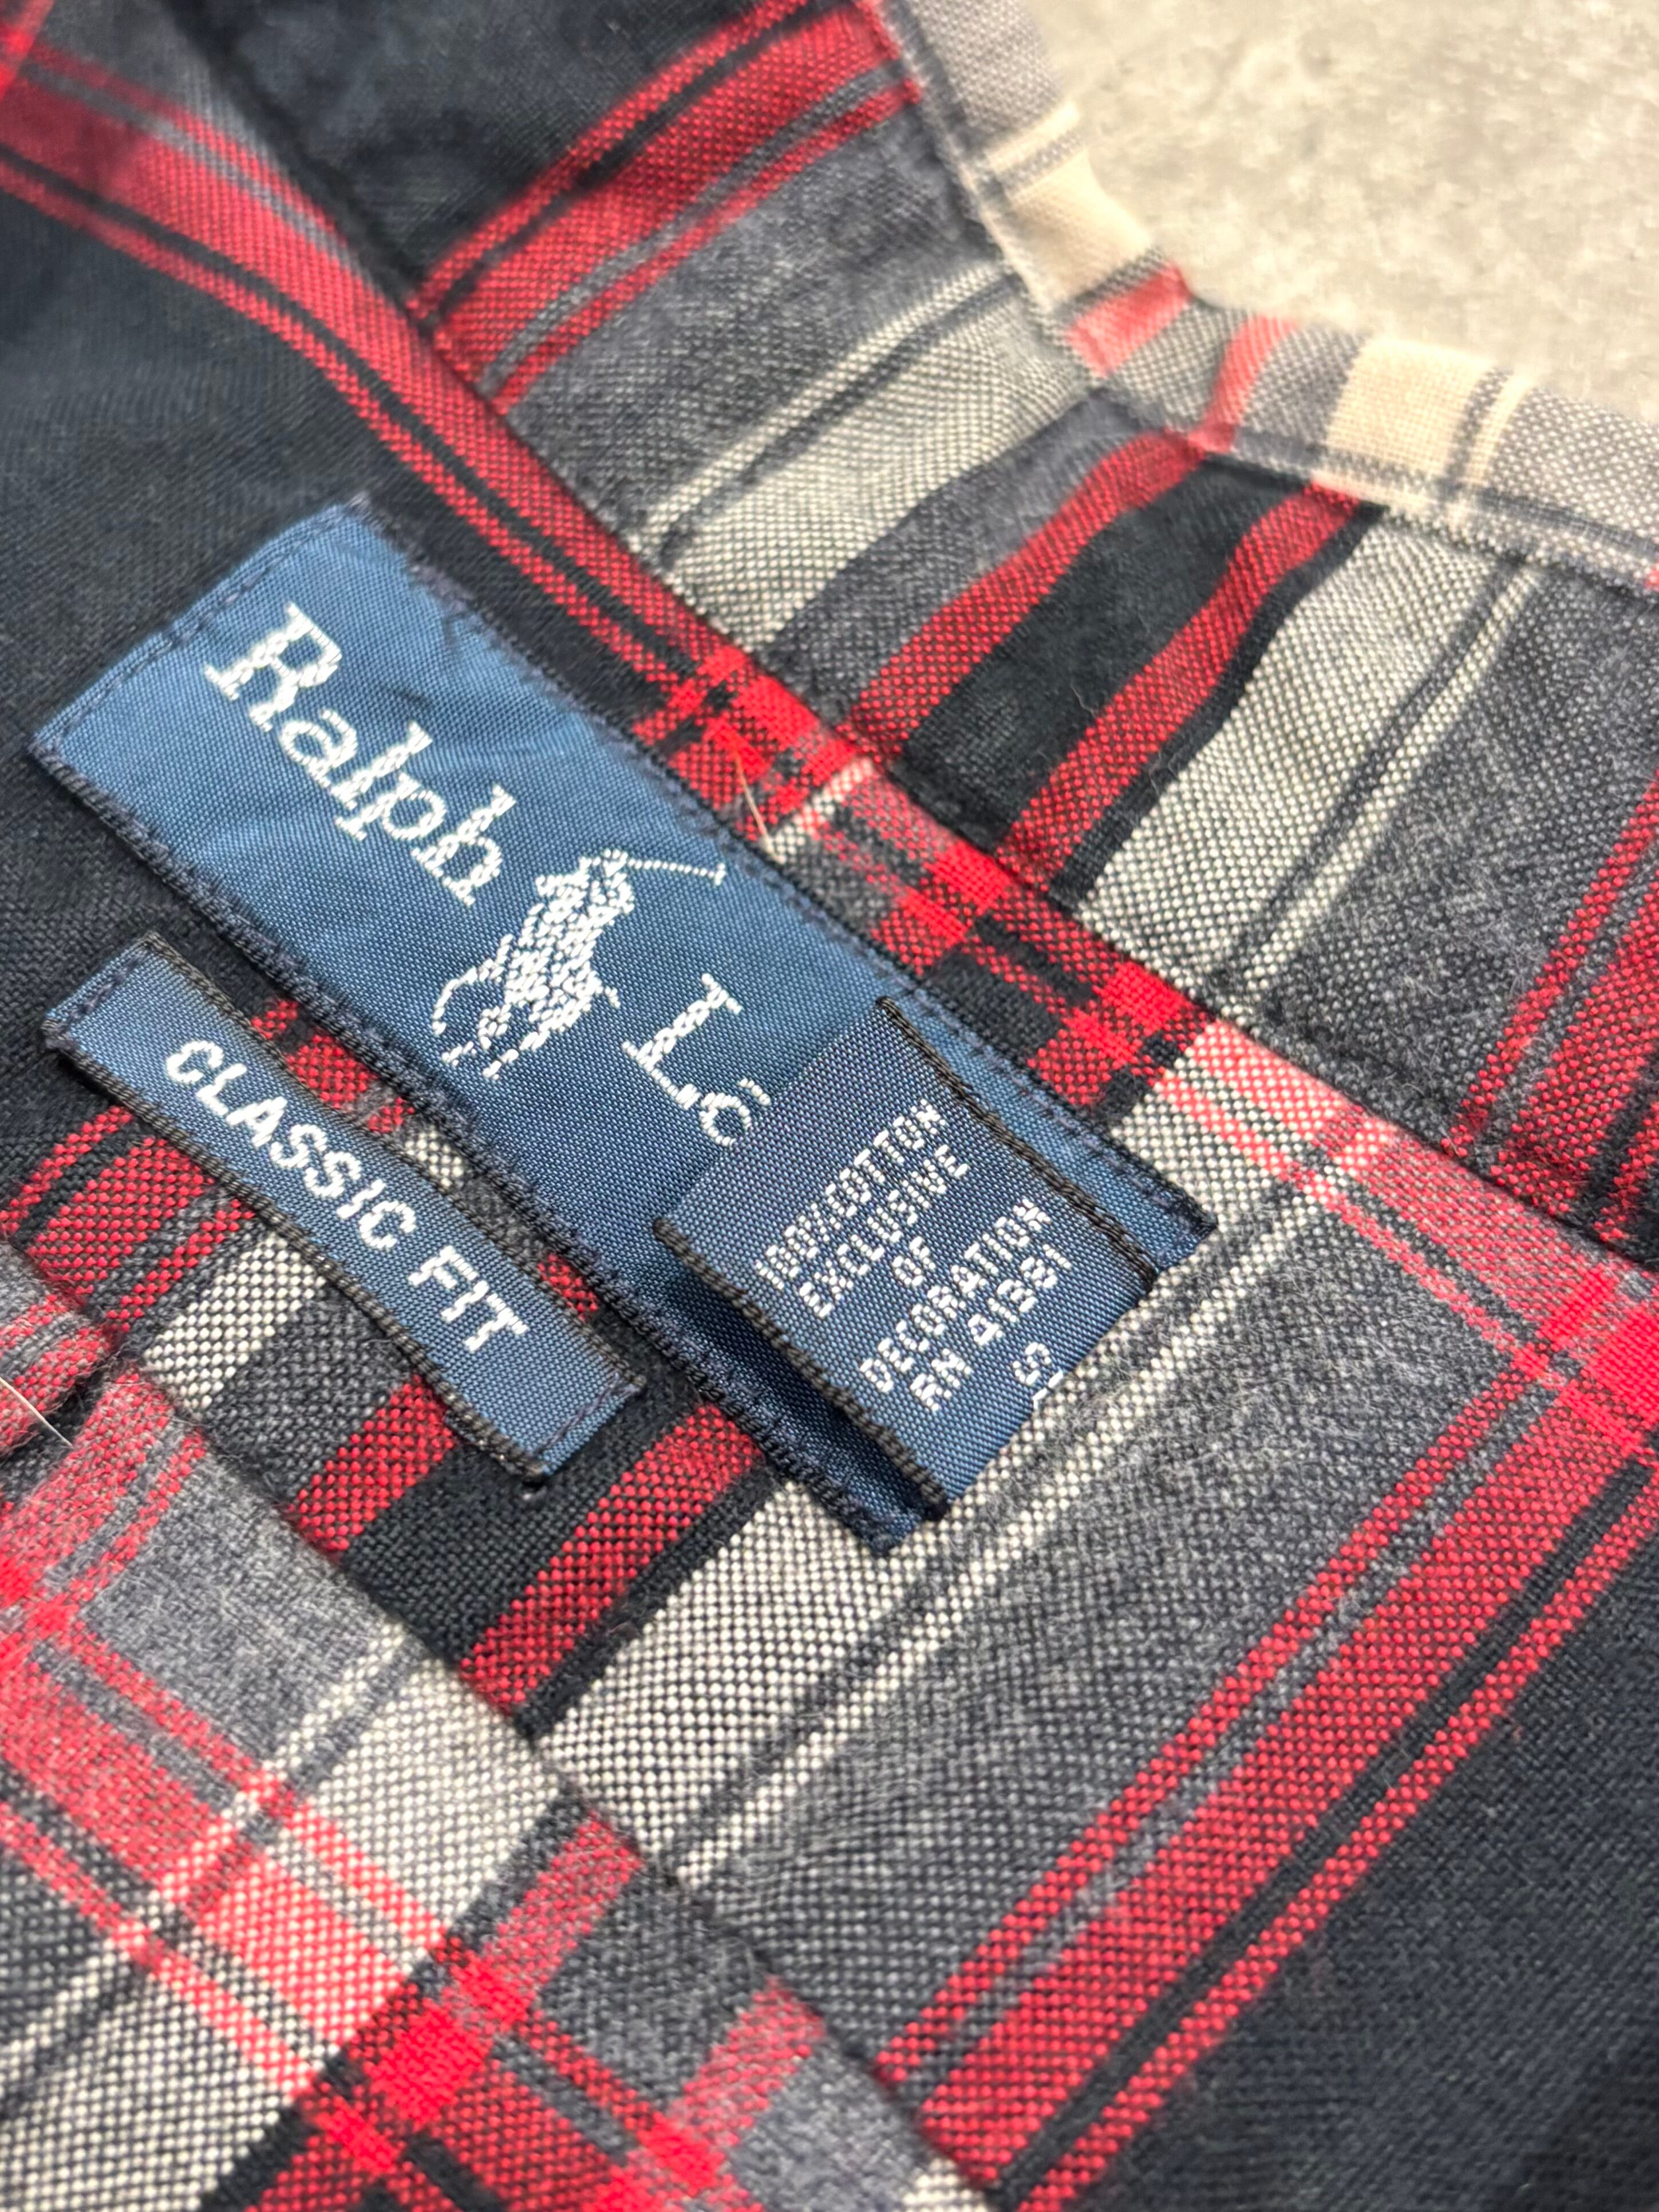 Ralph L
CLASSIC FIT
100%COTTON
EXCLUSIVE
OF
DECORATION
RN 41381